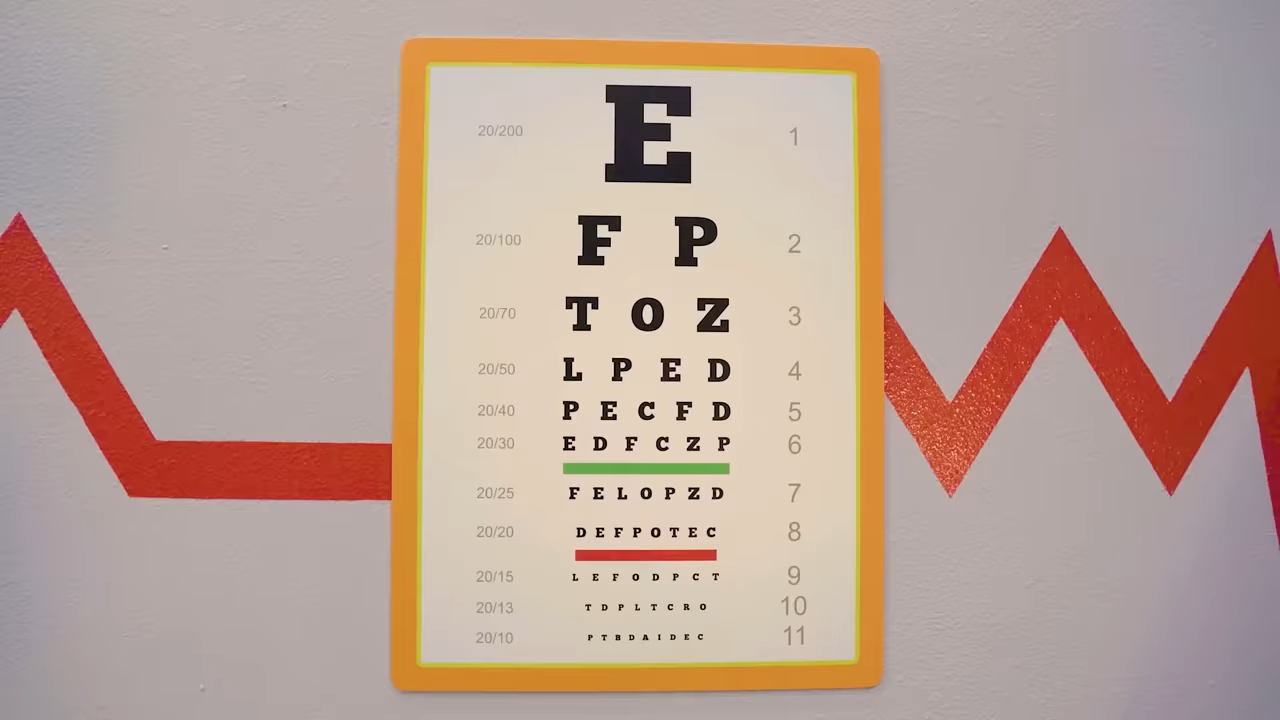 20/200 E 1
20/100 F P 2
20/70 T O Z 3
20/50 L P E D 4
20/40 P E C F D 5
20/30 E D F C Z P 6
20/25 F E L O P Z D 7
20/20 D E F P O T E C 8
20/15 L E F O D P C T 9
20/13 T D P L T C R O 10
20/10 P T B D A I D E C 11